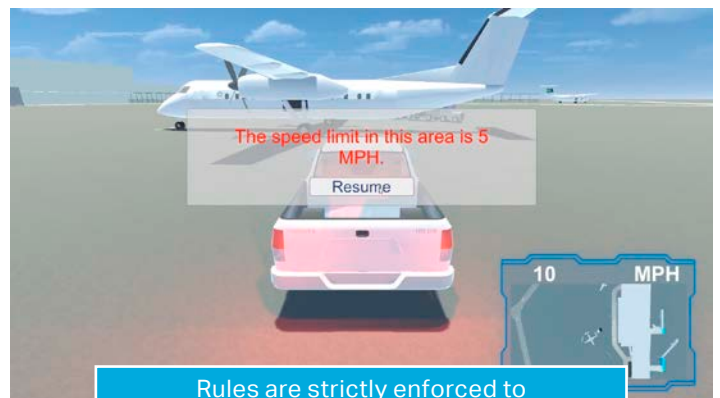 The speed limit in this area is 5
MPH.
Resume
10 MPH
Rules are strictly enforced to